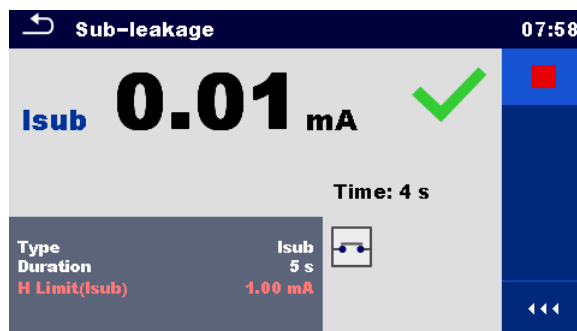 Sub-leakage 07:58
Isub 0.01 mA
Time: 4 s
Type Isub
Duration 5 s
H Limit(Isub) 1.00 mA